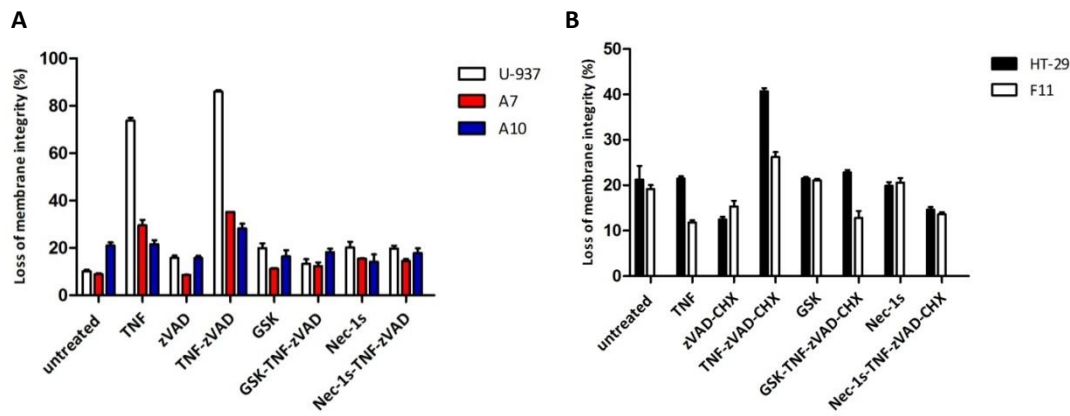 A
Loss of membrane integrity (%)
100
80
60
40
20
0
untreated
TNF
zVAD
TNF-zVAD
GSK
GSK-TNF-zVAD
Nec-1s
Nec-1s-TNF-zVAD
U-937
A7
A10
B
Loss of membrane integrity (%)
50
40
30
20
10
0
untreated
TNF
zVAD-CHX
TNF-zVAD-CHX
GSK
GSK-TNF-zVAD-CHX
Nec-1s
Nec-1s-TNF-zVAD-CHX
HT-29
F11